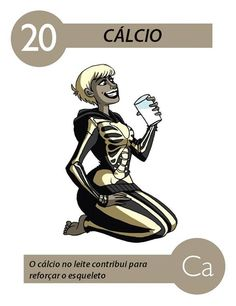 20
CÁLCIO
O cálcio no leite contribui para
reforçar o esqueleto
Ca